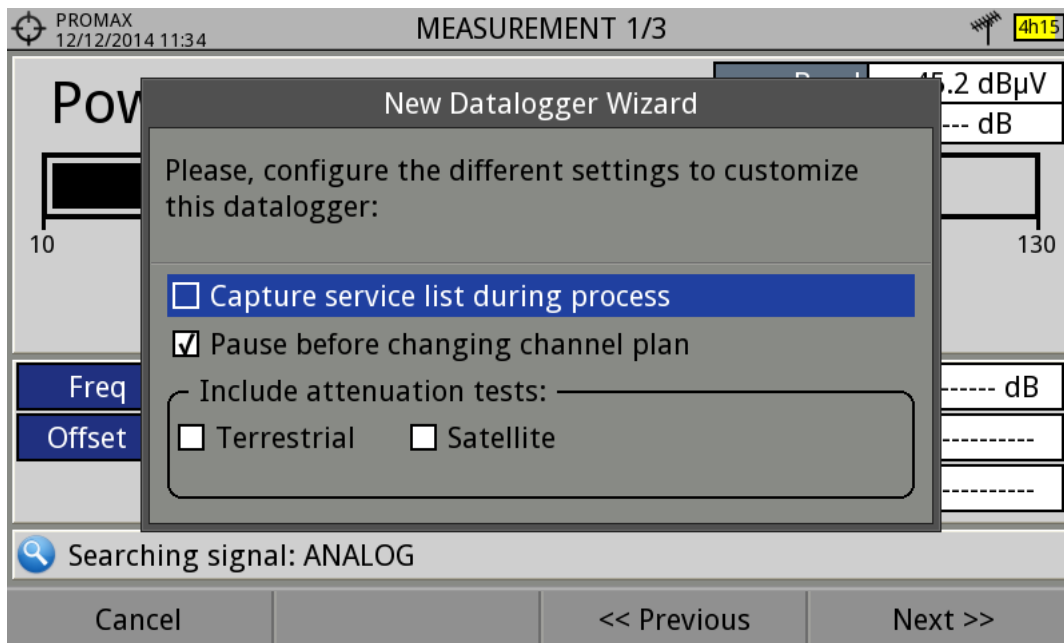 PROMAX
12/12/2014 11:34
MEASUREMENT 1/3
4h15
.2 dBµV
--- dB
New Datalogger Wizard
Please, configure the different settings to customize
this datalogger:
10
130
Capture service list during process
Pause before changing channel plan
Freq
------ dB
Include attenuation tests:
Offset
Terrestrial
Satellite
----------
----------
Searching signal: ANALOG
Cancel
<< Previous
Next >>